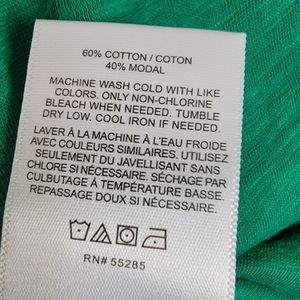 60% COTTON / COTON
40% MODAL
MACHINE WASH COLD WITH LIKE
COLORS. ONLY NON-CHLORINE
BLEACH WHEN NEEDED. TUMBLE
DRY LOW. COOL IRON IF NEEDED.
LAVER À LA MACHINE À L'EAU FROIDE
AVEC COULEURS SIMILAIRES. UTILISEZ
SEULEMENT DU JAVELLISANT SANS
CHLORE SI NÉCESSAIRE. SÉCHAGE PAR
CULBUTAGE À TEMPÉRATURE BASSE.
REPASSAGE DOUX SI NÉCESSAIRE.
RN# 55285